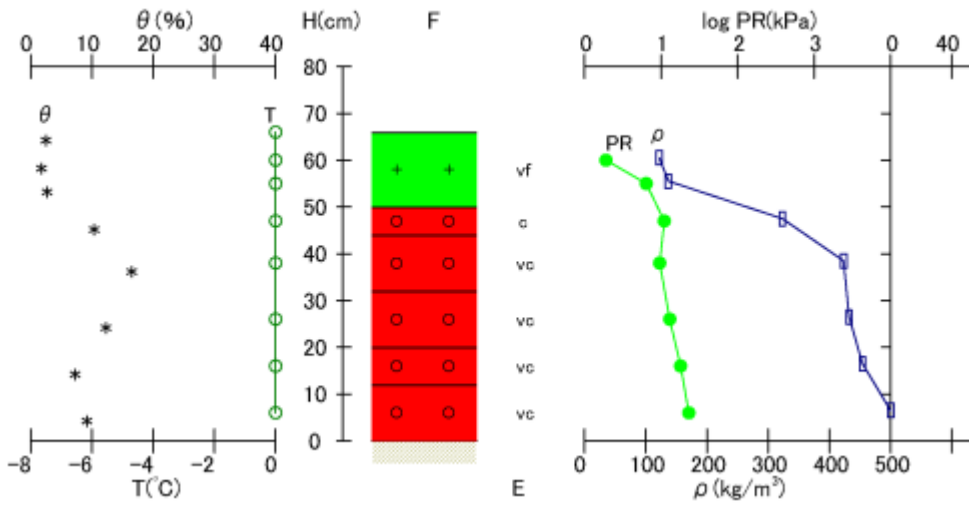 θ (%) H(cm) F log PR(kPa)
0 10 20 30 40 0 1 2 3 0 40
80
70
θ T PR ρ
60 vf
50
c
40
vc
30
vc
20
vc
10
vc
0
-8 -6 -4 -2 0 0 100 200 300 400 500
T(°C) E ρ (kg/m³)